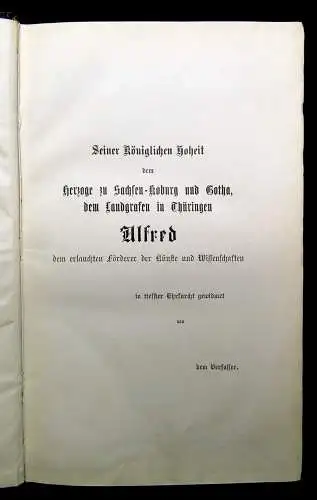 Seiner Königlichen Hoheit
dem
Herzoge zu Sachsen-Koburg und Gotha,
dem Landgrafen in Thüringen
Alfred
dem erlauchten Förderer der Künste und Wissenschaften
in tiefster Ehrfurcht gewidmet
von
dem Verfasser.